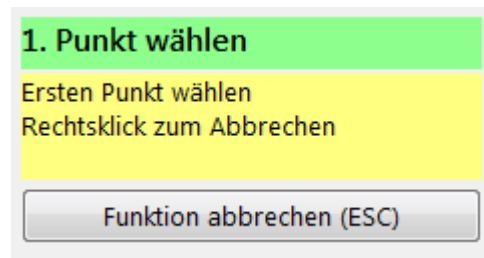 1. Punkt wählen
Ersten Punkt wählen
Rechtsklick zum Abbrechen
Funktion abbrechen (ESC)